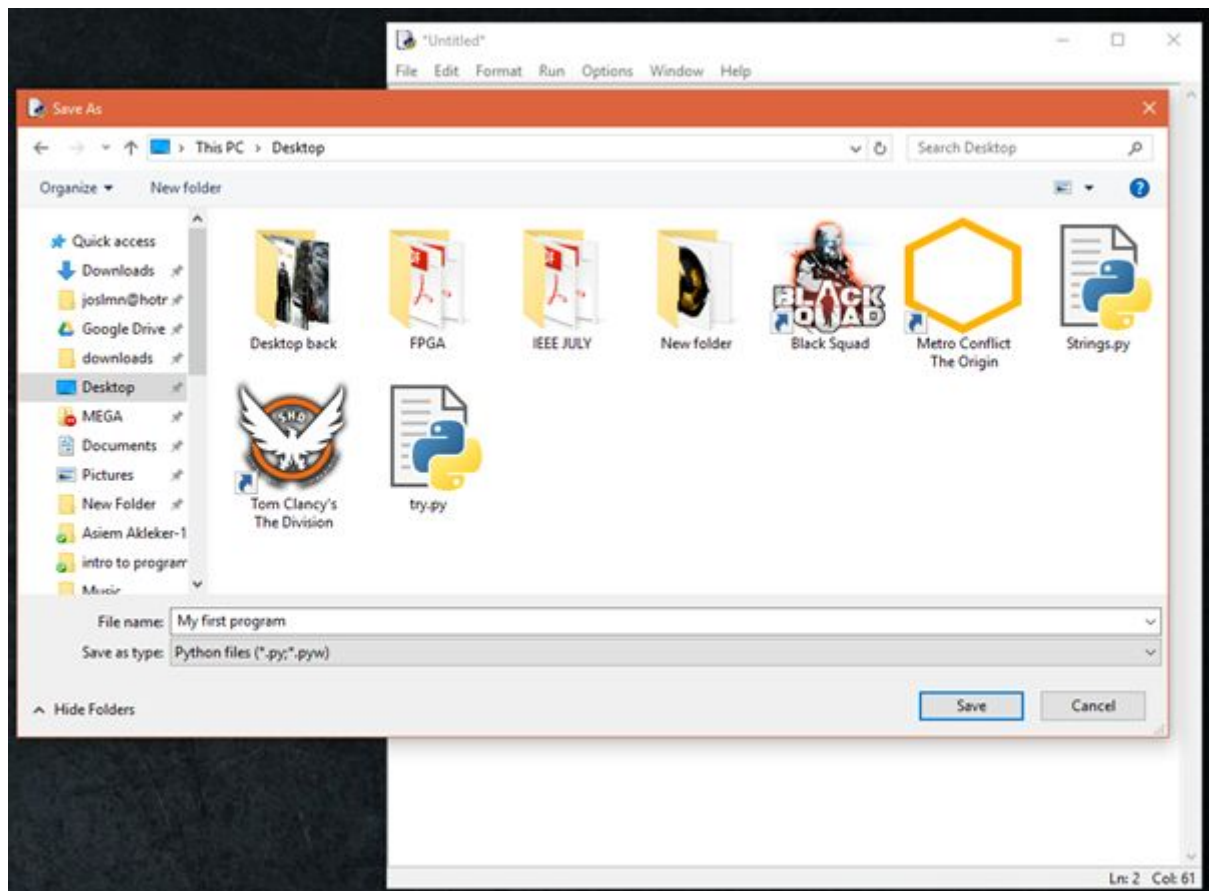 *Untitled*
File Edit Format Run Options Window Help
Save As
This PC > Desktop
Search Desktop
Organize New folder
Quick access
Downloads
joslmn@hotr
Google Drive
downloads
Desktop
MEGA
Documents
Pictures
New Folder
Asiem Akleker-1
intro to program
Music
Desktop back
FPGA
IEEE JULY
New folder
BLACK
SQUAD
Black Squad
Metro Conflict
The Origin
Strings.py
SHD
Tom Clancy's
The Division
try.py
File name: My first program
Save as type: Python files (*.py;*.pyw)
Hide Folders
Save Cancel
Ln: 2 Col: 61